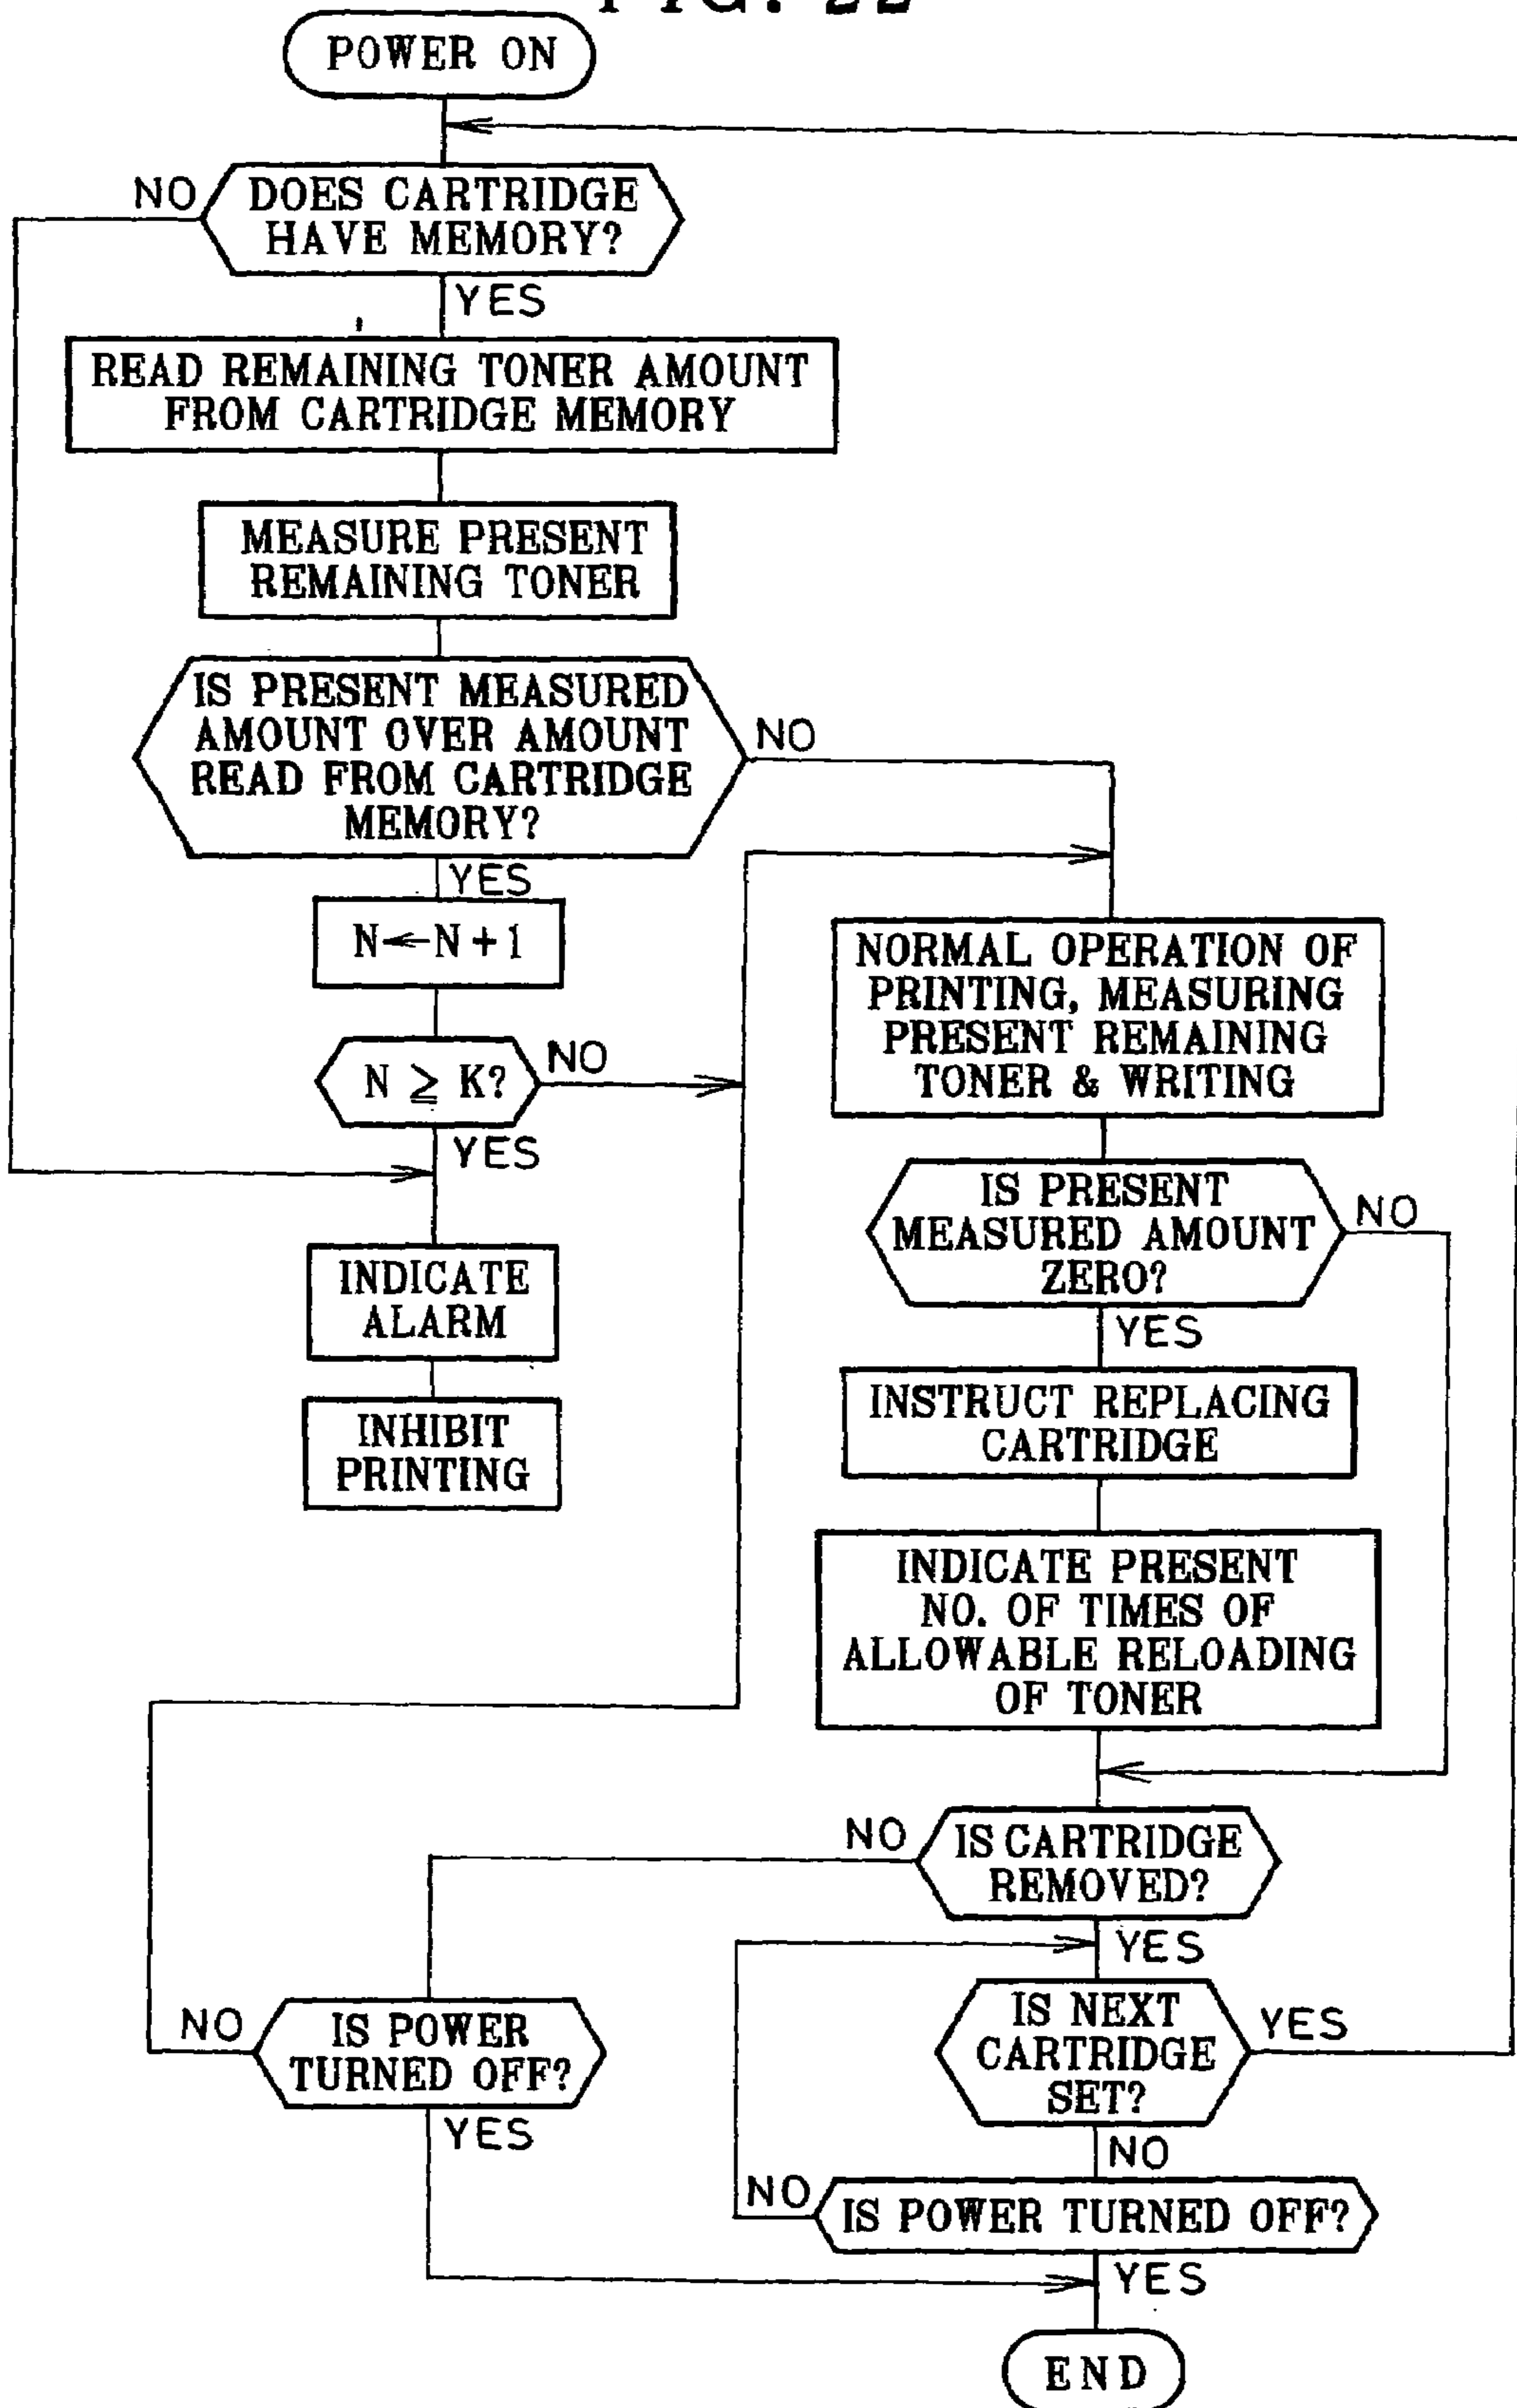 FIG. 22
POWER ON
NO
DOES CARTRIDGE
HAVE MEMORY?
YES
READ REMAINING TONER AMOUNT
FROM CARTRIDGE MEMORY
MEASURE PRESENT
REMAINING TONER
IS PRESENT MEASURED
AMOUNT OVER AMOUNT
READ FROM CARTRIDGE
MEMORY?
NO
YES
N←N+1
N ≧ K?
NO
YES
INDICATE
ALARM
INHIBIT
PRINTING
NORMAL OPERATION OF
PRINTING, MEASURING
PRESENT REMAINING
TONER & WRITING
IS PRESENT
MEASURED AMOUNT
ZERO?
NO
YES
INSTRUCT REPLACING
CARTRIDGE
INDICATE PRESENT
NO. OF TIMES OF
ALLOWABLE RELOADING
OF TONER
NO
IS CARTRIDGE
REMOVED?
YES
NO
IS POWER
TURNED OFF?
YES
IS NEXT
CARTRIDGE
SET?
YES
NO
NO
IS POWER TURNED OFF?
YES
END